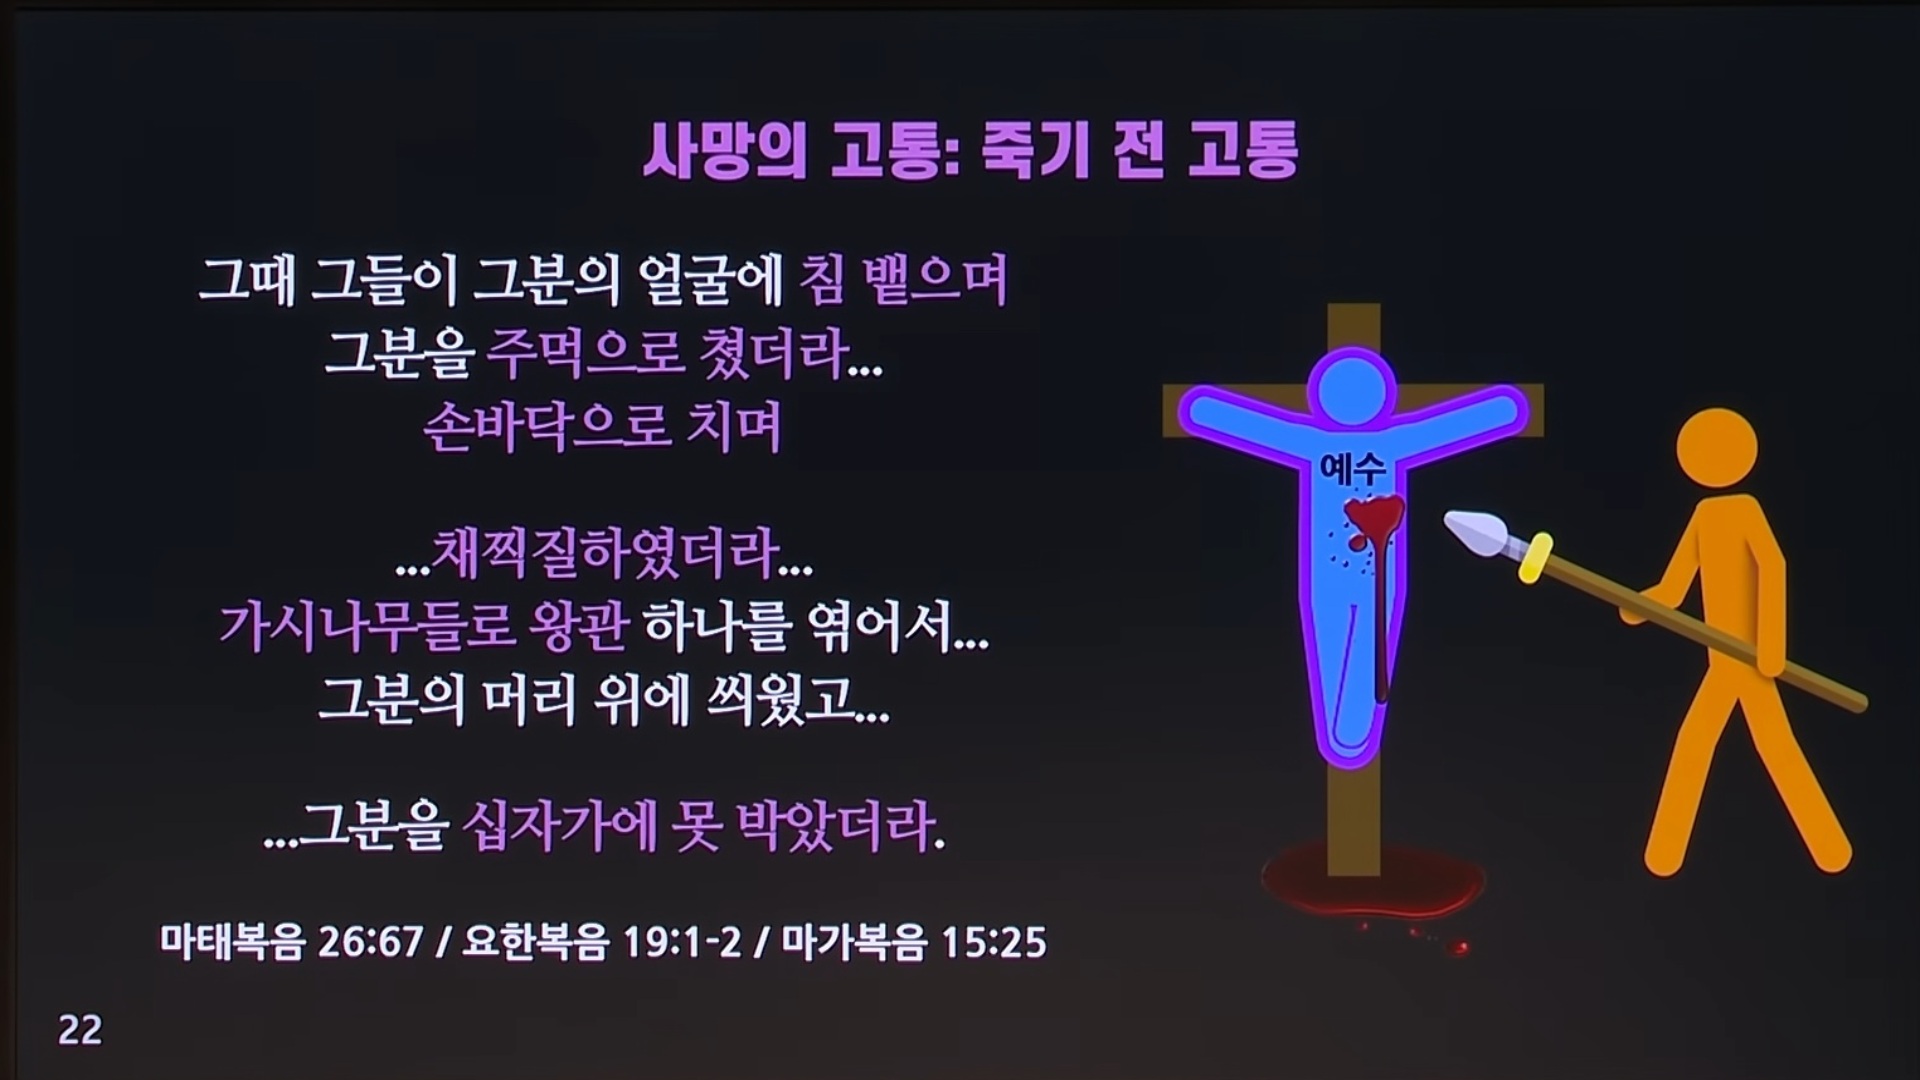 사망의 고통: 죽기 전 고통
그때 그들이 그분의 얼굴에 침 뱉으며
그분을 주먹으로 쳤더라...
손바닥으로 치며
...채찍질하였더라...
가시나무들로 왕관 하나를 엮어서...
그분의 머리 위에 씌웠고...
...그분을 십자가에 못 박았더라.
마태복음 26:67 / 요한복음 19:1-2 / 마가복음 15:25
예수
22